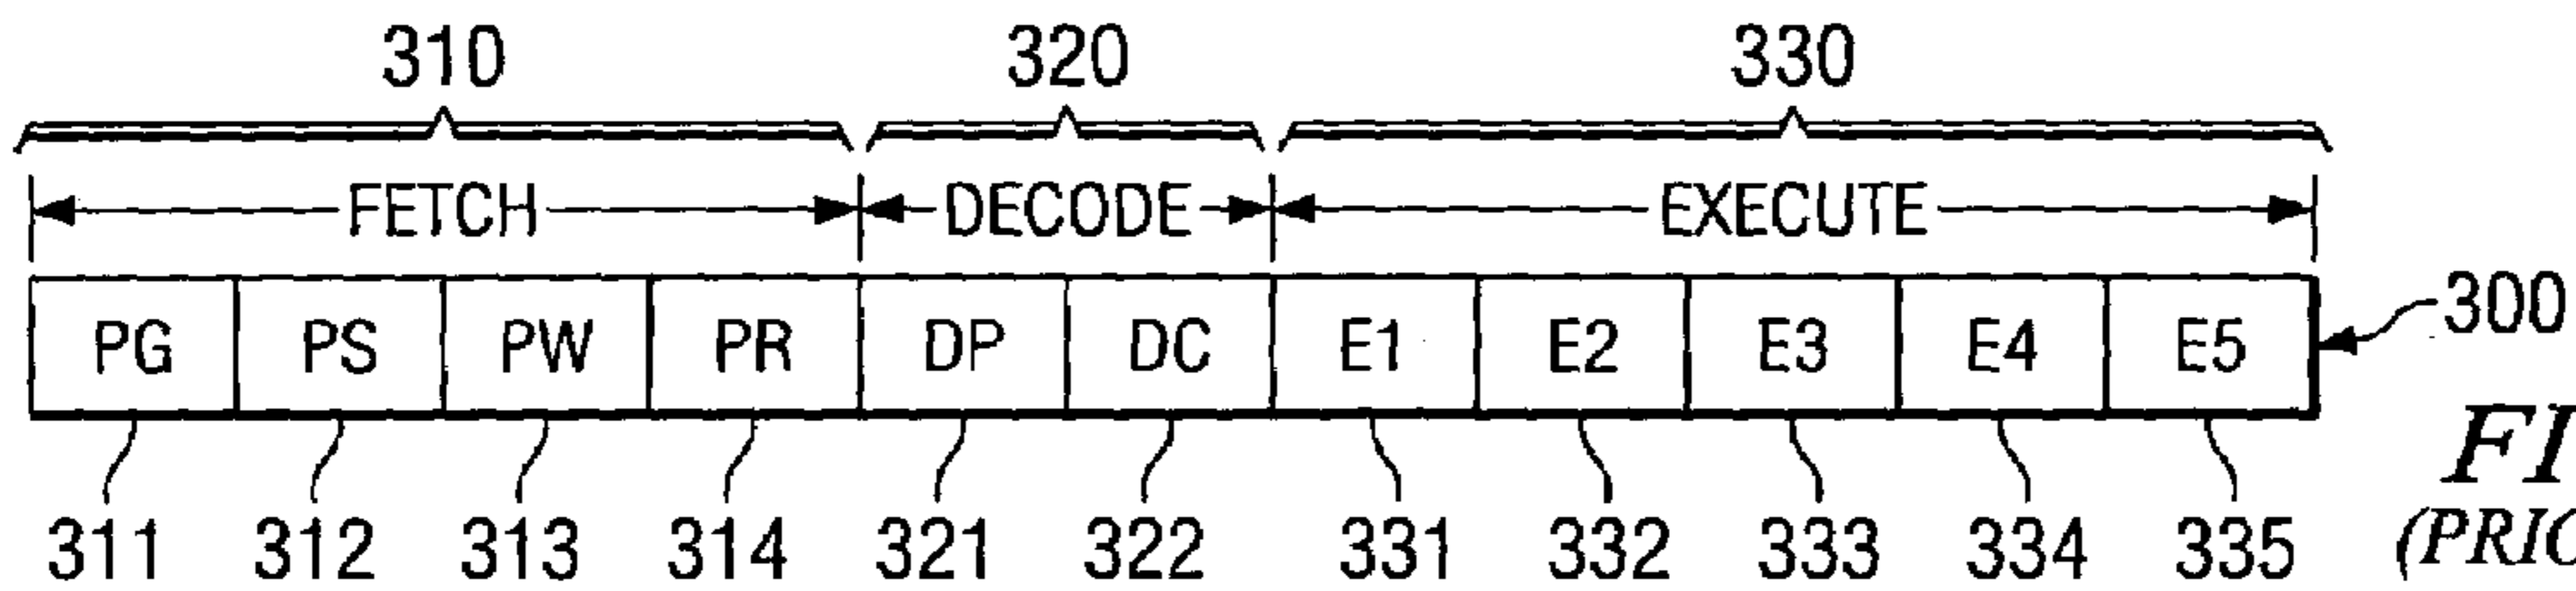 310 320 330
FETCH DECODE EXECUTE
PG PS PW PR DP DC E1 E2 E3 E4 E5
300
311 312 313 314 321 322 331 332 333 334 335